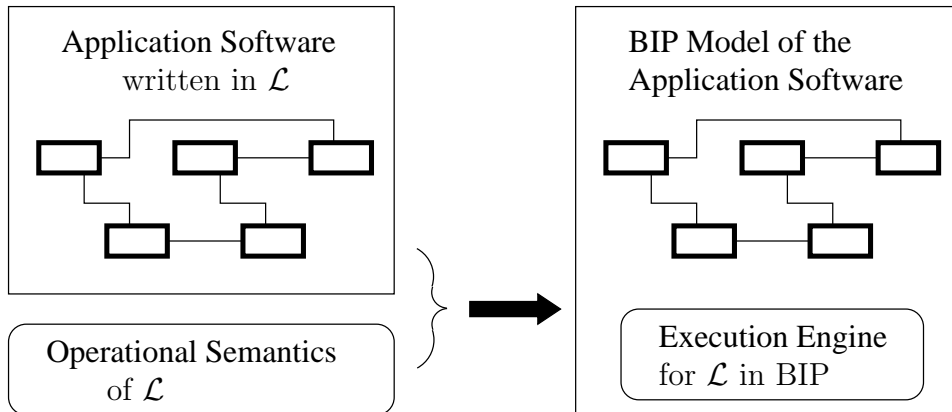 Application Software
written in ℒ
Operational Semantics
of ℒ
BIP Model of the
Application Software
Execution Engine
for ℒ in BIP